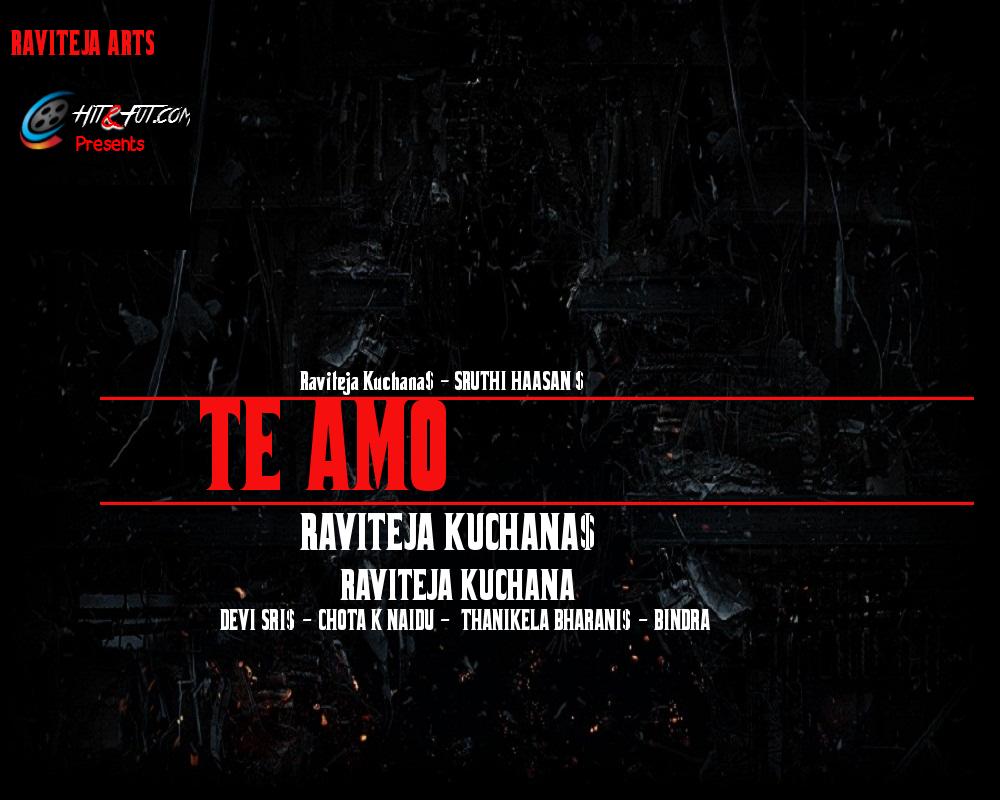 RAVITEJA ARTS
HIT&FUT.COM
Presents
Raviteja Kuchana$ - SRUTHI HAASAN $
TE AMO
RAVITEJA KUCHANA$
RAVITEJA KUCHANA
DEVI SRI$ - CHOTA K NAIDU - THANIKELA BHARANI$ - BINDRA